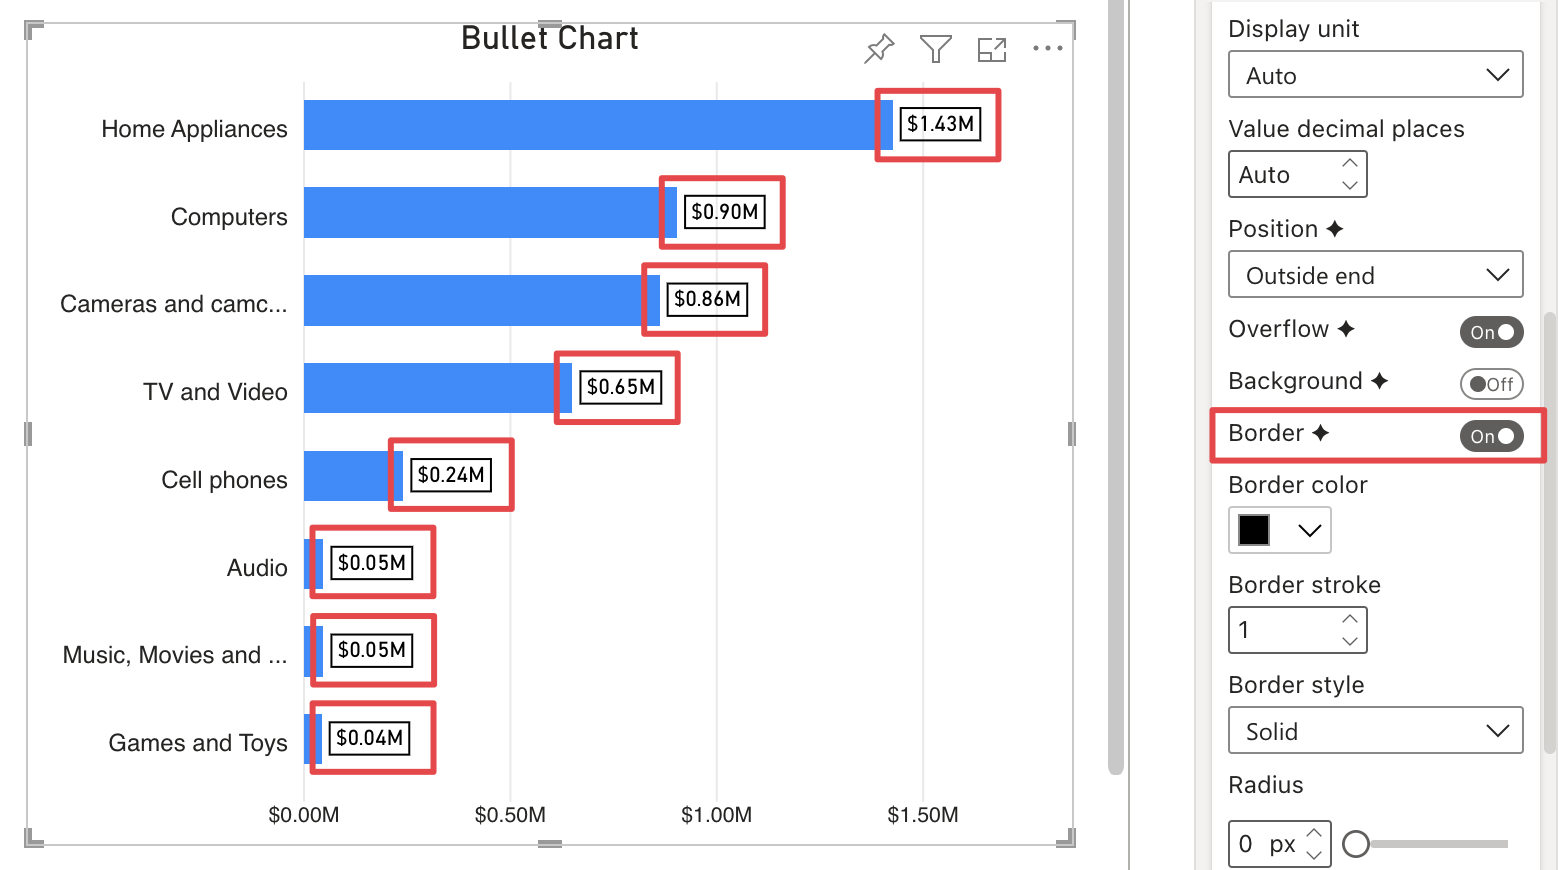 Bullet Chart
Home Appliances
$1.43M
Computers
$0.90M
Cameras and camc...
$0.86M
TV and Video
$0.65M
Cell phones
$0.24M
Audio
$0.05M
Music, Movies and ...
$0.05M
Games and Toys
$0.04M
$0.00M $0.50M $1.00M $1.50M
Display unit
Auto
Value decimal places
Auto
Position
Outside end
Overflow On
Background Off
Border On
Border color
Border stroke
1
Border style
Solid
Radius
0 px